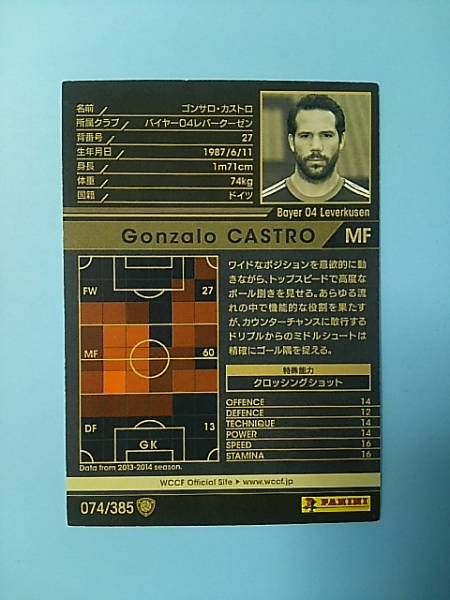 名前 ゴンサロ・カストロ
所属クラブ バイヤー04レバークーゼン
背番号 27
生年月日 1987/6/11
身長 1m71cm
体重 74kg
国籍 ドイツ
Bayer 04 Leverkusen
Gonzalo CASTRO MF
FW 27
MF 60
DF 13
GK
Data from 2013-2014 season.
ワイドなポジションを意欲的に動
きながら、トップスピードで高度な
ボール捌きを見せる。あらゆる流
れの中で機能的な役割を果たす
が、カウンターチャンスに敢行する
ドリブルからのミドルシュートは
精確にゴール隅を捉える。
特殊能力
クロッシングショット
OFFENCE 14
DEFENCE 12
TECHNIQUE 14
POWER 14
SPEED 16
STAMINA 16
WCCF Official Site ▶ www.wccf.jp
074/385
PANINI